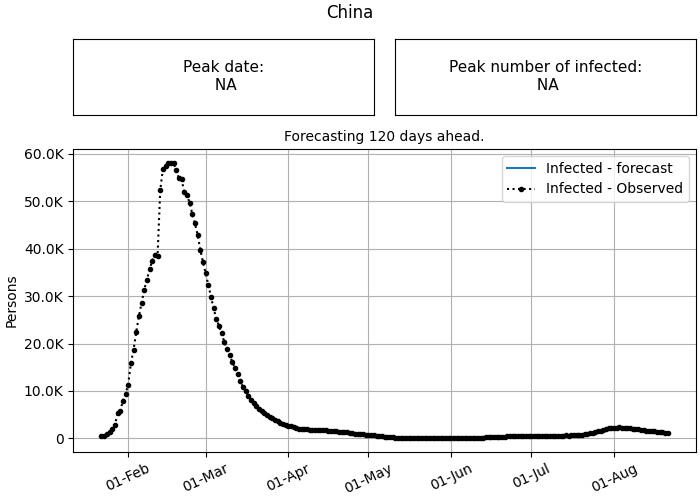 China
Peak date:
NA
Peak number of infected:
NA
Forecasting 120 days ahead.
60.0K
50.0K
40.0K
30.0K
20.0K
10.0K
0
Persons
Infected - forecast
Infected - Observed
01-Feb
01-Mar
01-Apr
01-May
01-Jun
01-Jul
01-Aug